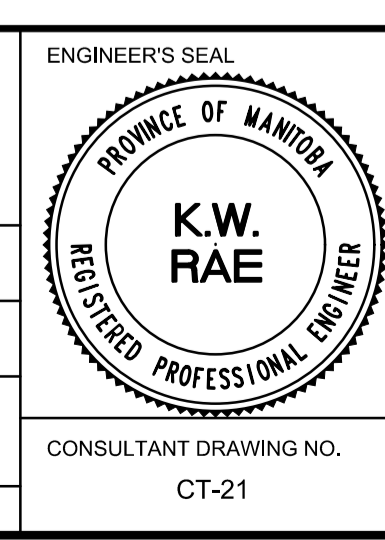 ENGINEER'S SEAL
PROVINCE OF MANITOBA
K.W.
RAE
REGISTERED PROFESSIONAL ENGINEER
CONSULTANT DRAWING NO.
CT-21